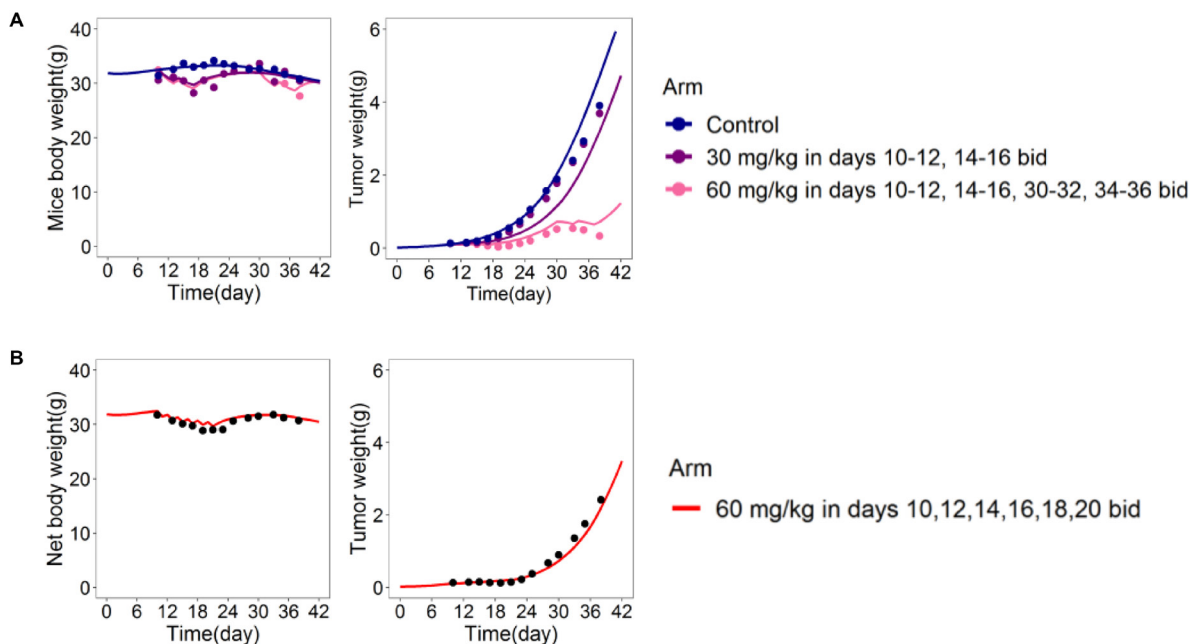 A
Mice body weight(g)
40
30
20
10
0
0 6 12 18 24 30 36 42
Time(day)
Tumor weight(g)
6
4
2
0
0 6 12 18 24 30 36 42
Time(day)
Arm
Control
30 mg/kg in days 10-12, 14-16 bid
60 mg/kg in days 10-12, 14-16, 30-32, 34-36 bid
B
Net body weight(g)
40
30
20
10
0
0 6 12 18 24 30 36 42
Time(day)
Tumor weight(g)
6
4
2
0
0 6 12 18 24 30 36 42
Time(day)
Arm
60 mg/kg in days 10,12,14,16,18,20 bid